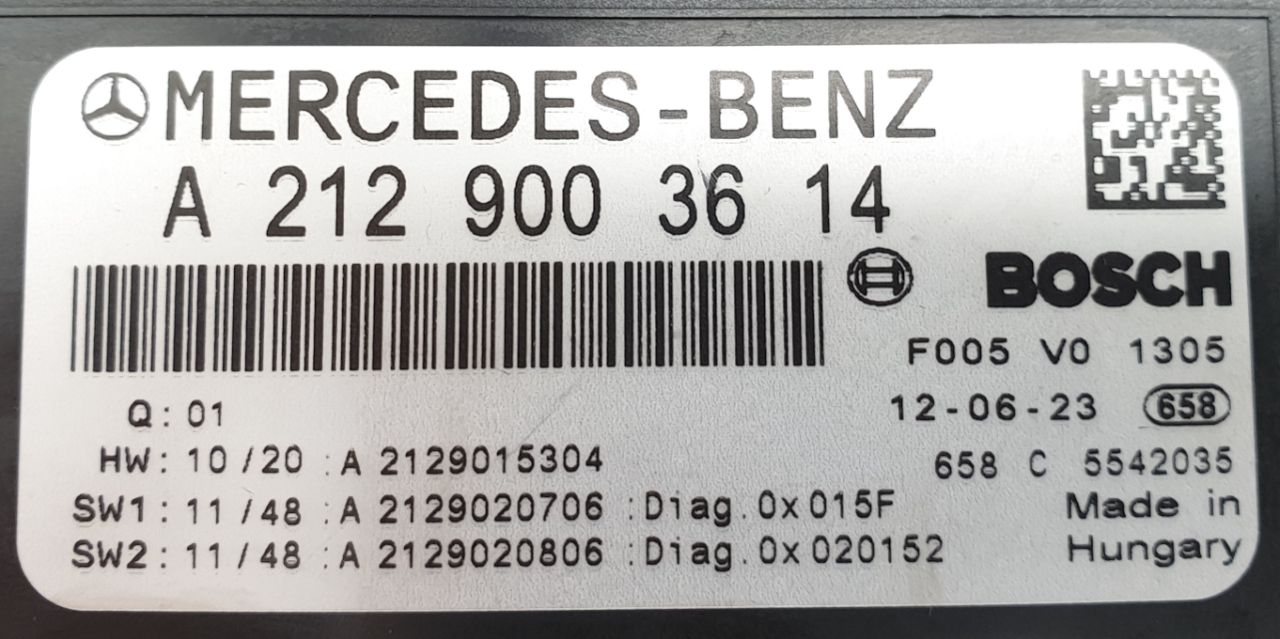 MERCEDES-BENZ
A 212 900 36 14
BOSCH
F005 V0 1305
Q: 01
12-06-23 658
HW: 10/20 :A 2129015304
658 C 5542035
SW1: 11/48 :A 2129020706 :Diag.0x015F
Made in
SW2: 11/48 :A 2129020806 :Diag.0x020152
Hungary